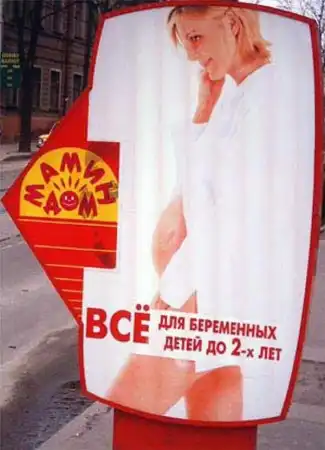 МАМИН
ДОМ
ВСЁ ДЛЯ БЕРЕМЕННЫХ
ДЕТЕЙ ДО 2-х ЛЕТ